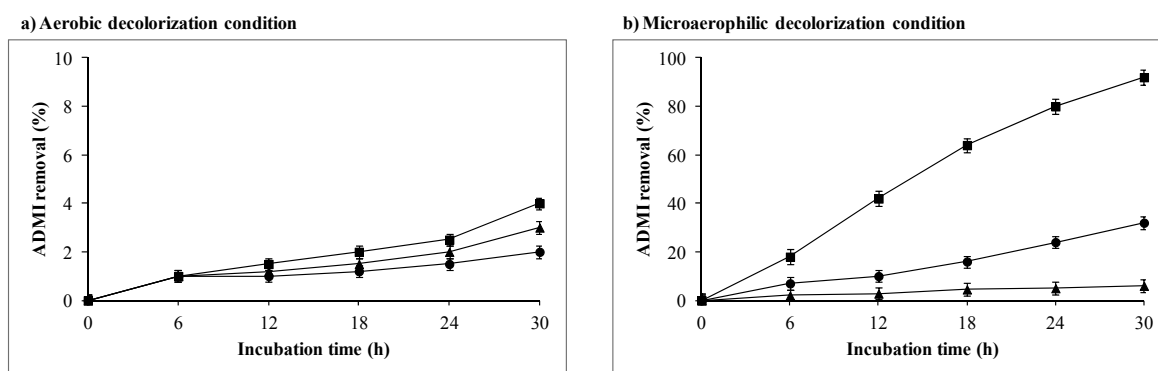 a) Aerobic decolorization condition
10
8
6
4
2
0
0 6 12 18 24 30
ADMI removal (%)
Incubation time (h)
b) Microaerophilic decolorization condition
100
80
60
40
20
0
0 6 12 18 24 30
ADMI removal (%)
Incubation time (h)